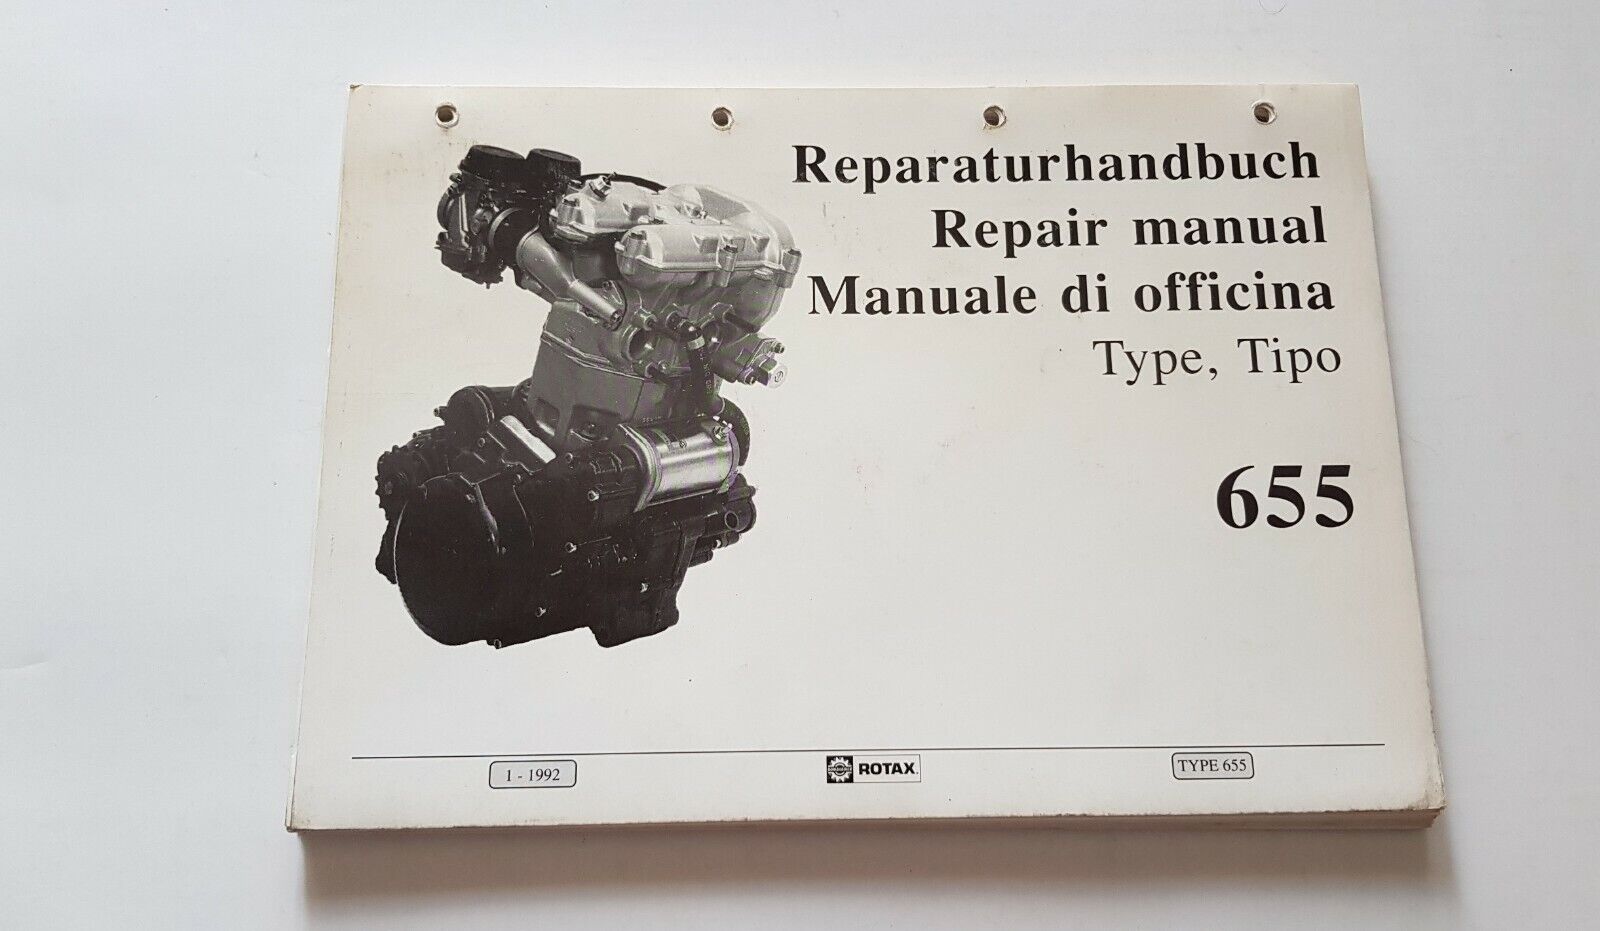 Reparaturhandbuch
Repair manual
Manuale di officina
Type, Tipo
655
1 - 1992
ROTAX.
TYPE 655